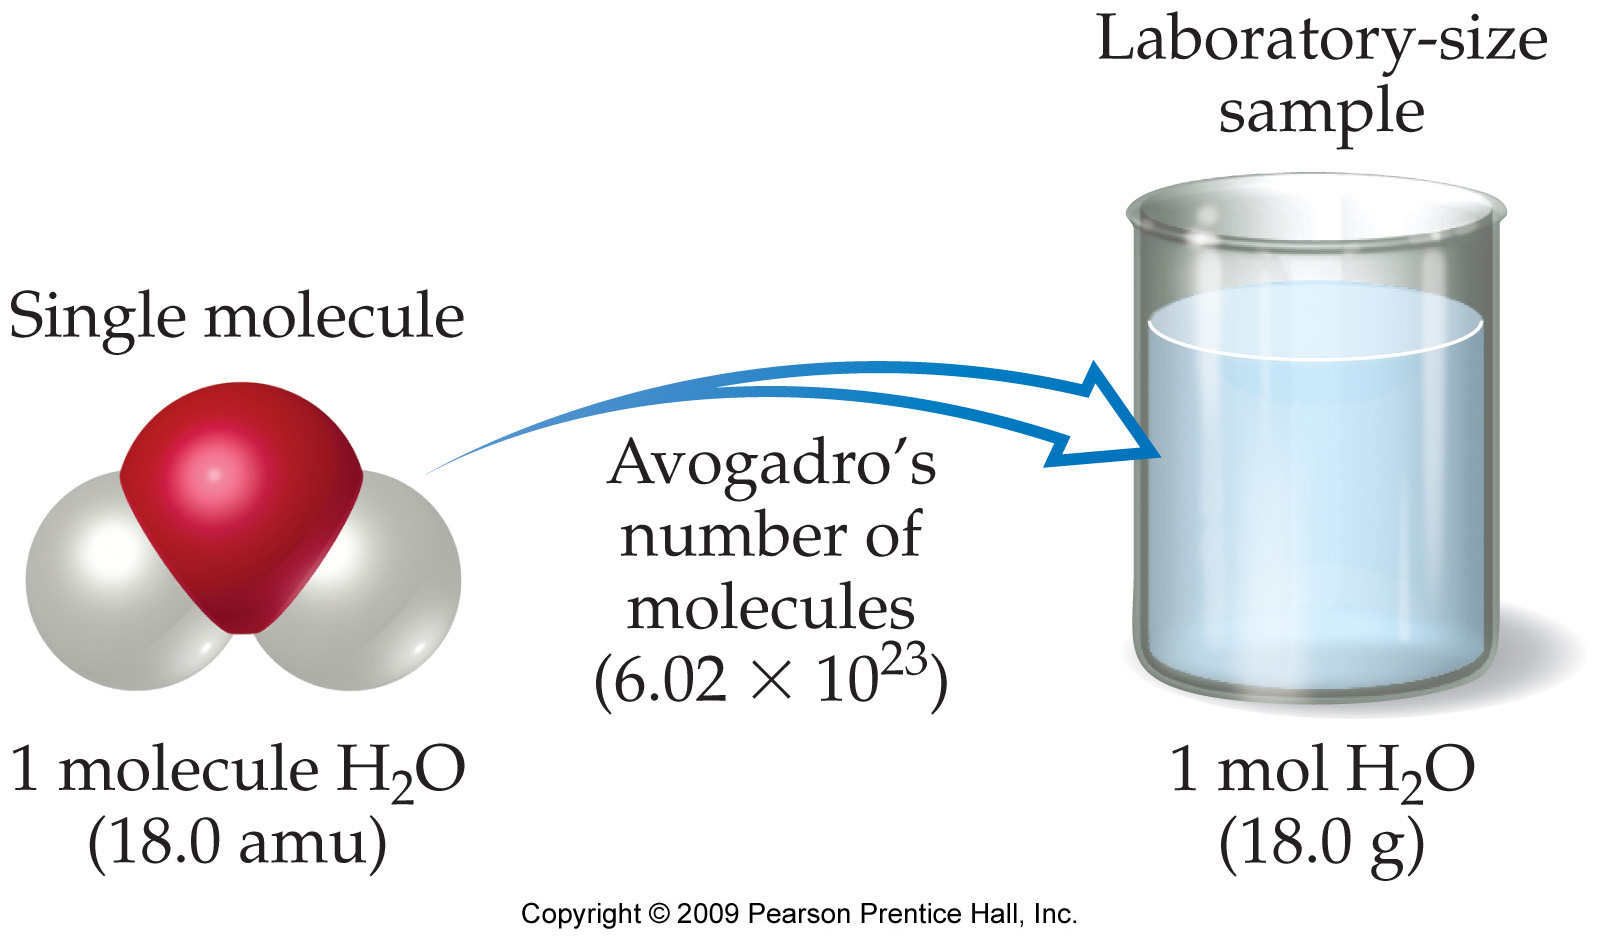 Laboratory-size
sample
Single molecule
Avogadro’s
number of
molecules
(6.02 × 10²³)
1 molecule H₂O
(18.0 amu)
1 mol H₂O
(18.0 g)
Copyright © 2009 Pearson Prentice Hall, Inc.